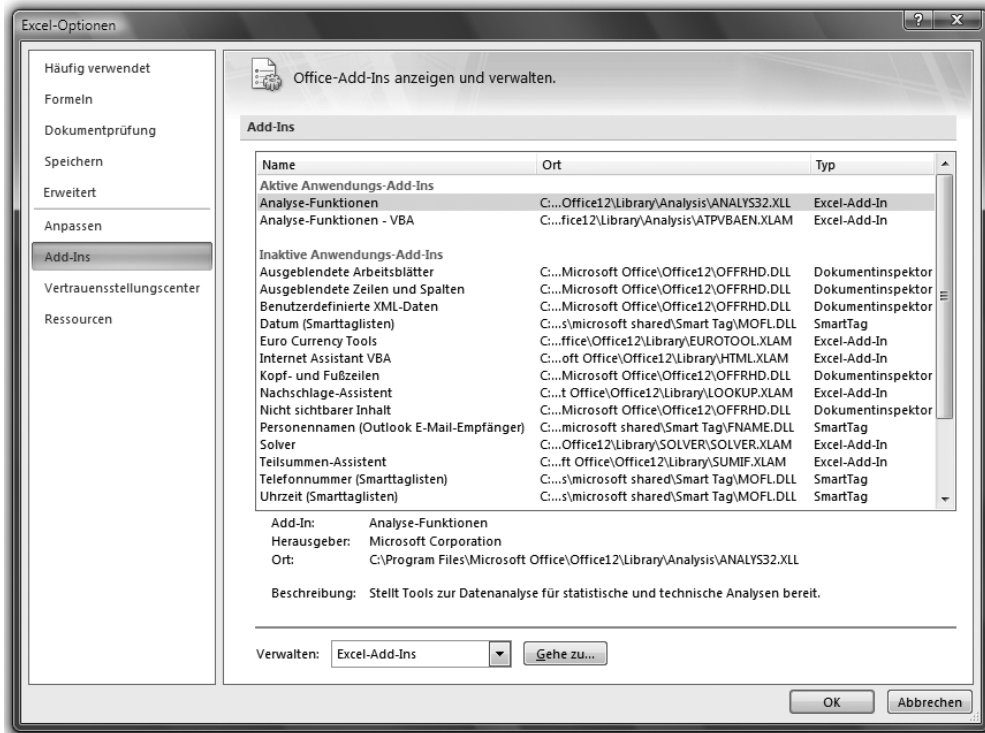 Excel-Optionen
Häufig verwendet
Formeln
Dokumentprüfung
Speichern
Erweitert
Anpassen
Add-Ins
Vertrauensstellungscenter
Ressourcen
Office-Add-Ins anzeigen und verwalten.
Add-Ins
Name Ort Typ
Aktive Anwendungs-Add-Ins
Analyse-Funktionen C:...Office12\Library\Analysis\ANALYS32.XLL Excel-Add-In
Analyse-Funktionen - VBA C:...fice12\Library\Analysis\ATPVBAEN.XLAM Excel-Add-In
Inaktive Anwendungs-Add-Ins
Ausgeblendete Arbeitsblätter C:...Microsoft Office\Office12\OFFRHD.DLL Dokumentinspektor
Ausgeblendete Zeilen und Spalten C:...Microsoft Office\Office12\OFFRHD.DLL Dokumentinspektor
Benutzerdefinierte XML-Daten C:...Microsoft Office\Office12\OFFRHD.DLL Dokumentinspektor
Datum (Smarttaglisten) C:...s\microsoft shared\Smart Tag\MOFL.DLL SmartTag
Euro Currency Tools C:...ffice\Office12\Library\EUROTOOL.XLAM Excel-Add-In
Internet Assistant VBA C:...oft Office\Office12\Library\HTML.XLAM Excel-Add-In
Kopf- und Fußzeilen C:...Microsoft Office\Office12\OFFRHD.DLL Dokumentinspektor
Nachschlage-Assistent C:...t Office\Office12\Library\LOOKUP.XLAM Excel-Add-In
Nicht sichtbarer Inhalt C:...Microsoft Office\Office12\OFFRHD.DLL Dokumentinspektor
Personennamen (Outlook E-Mail-Empfänger) C:...microsoft shared\Smart Tag\FNAME.DLL SmartTag
Solver C:...Office12\Library\SOLVER\SOLVER.XLAM Excel-Add-In
Teilsummen-Assistent C:...ft Office\Office12\Library\SUMIF.XLAM Excel-Add-In
Telefonnummer (Smarttaglisten) C:...s\microsoft shared\Smart Tag\MOFL.DLL SmartTag
Uhrzeit (Smarttaglisten) C:...s\microsoft shared\Smart Tag\MOFL.DLL SmartTag
Add-In: Analyse-Funktionen
Herausgeber: Microsoft Corporation
Ort: C:\Program Files\Microsoft Office\Office12\Library\Analysis\ANALYS32.XLL
Beschreibung: Stellt Tools zur Datenanalyse für statistische und technische Analysen bereit.
Verwalten: Excel-Add-Ins Gehe zu...
OK Abbrechen